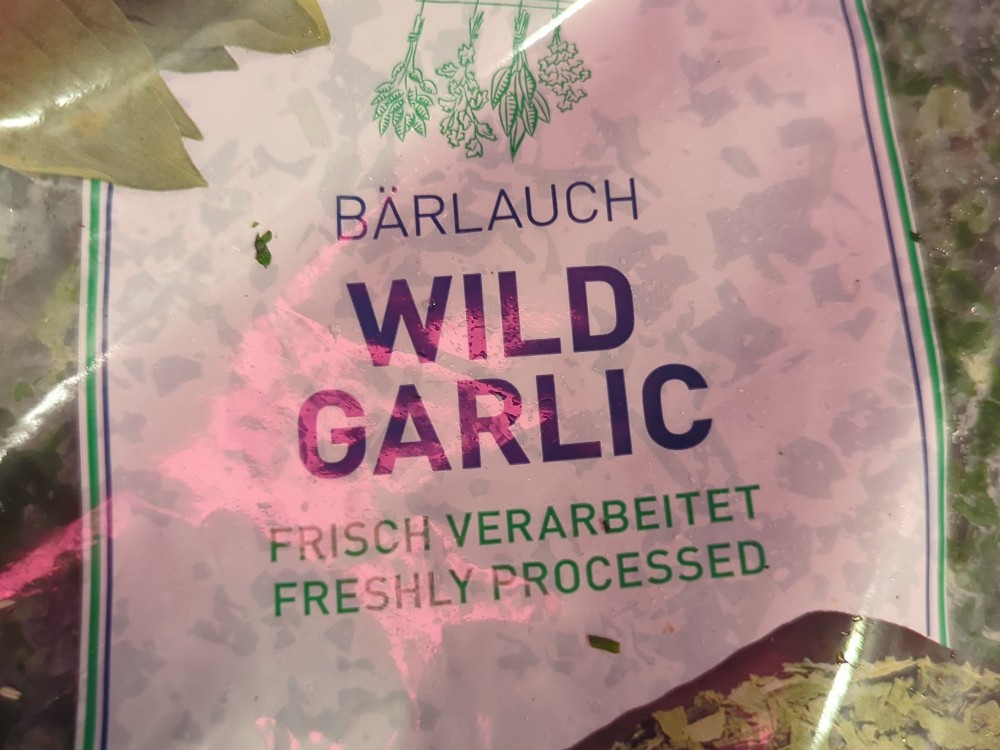 BÄRLAUCH
WILD
GARLIC
FRISCH VERARBEITET
FRESHLY PROCESSED